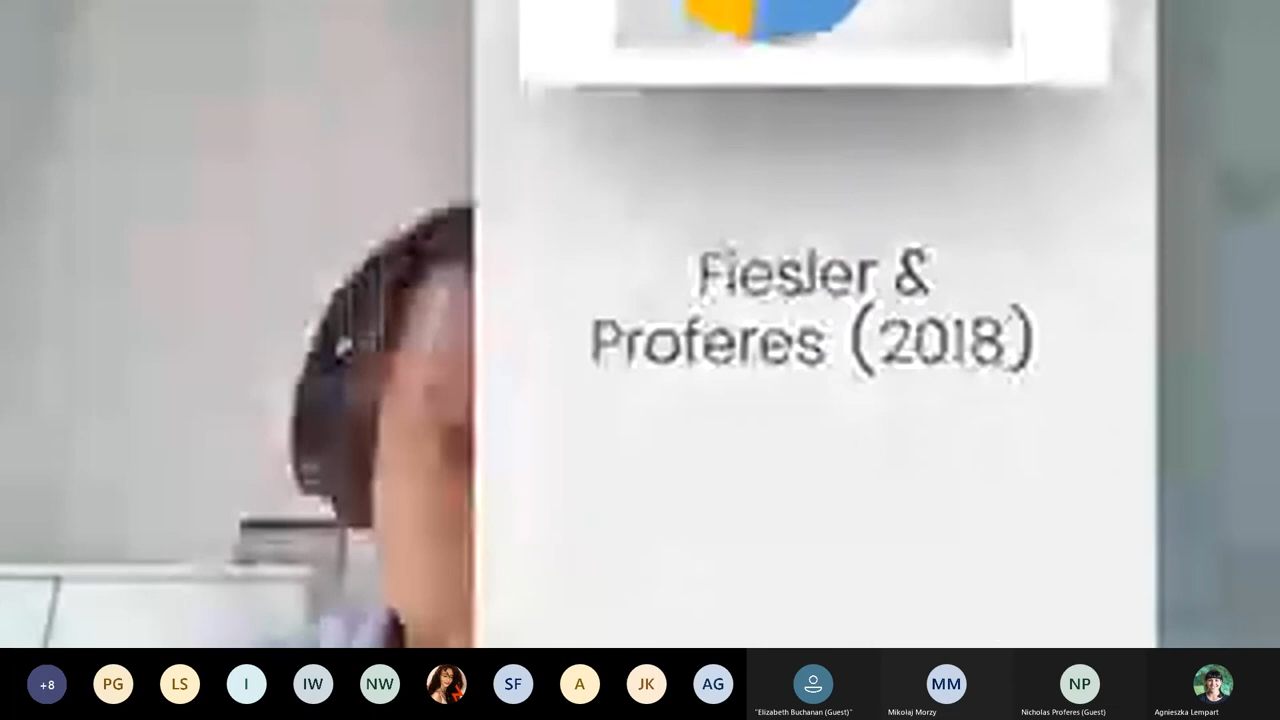 Fiesler &
Proferes (2018)
+8
PG
LS
I
IW
NW
SF
A
JK
AG
MM
NP
"Elizabeth Buchanan (Guest)"
Mikołaj Morzy
Nicholas Proferes (Guest)
Agnieszka Lempart